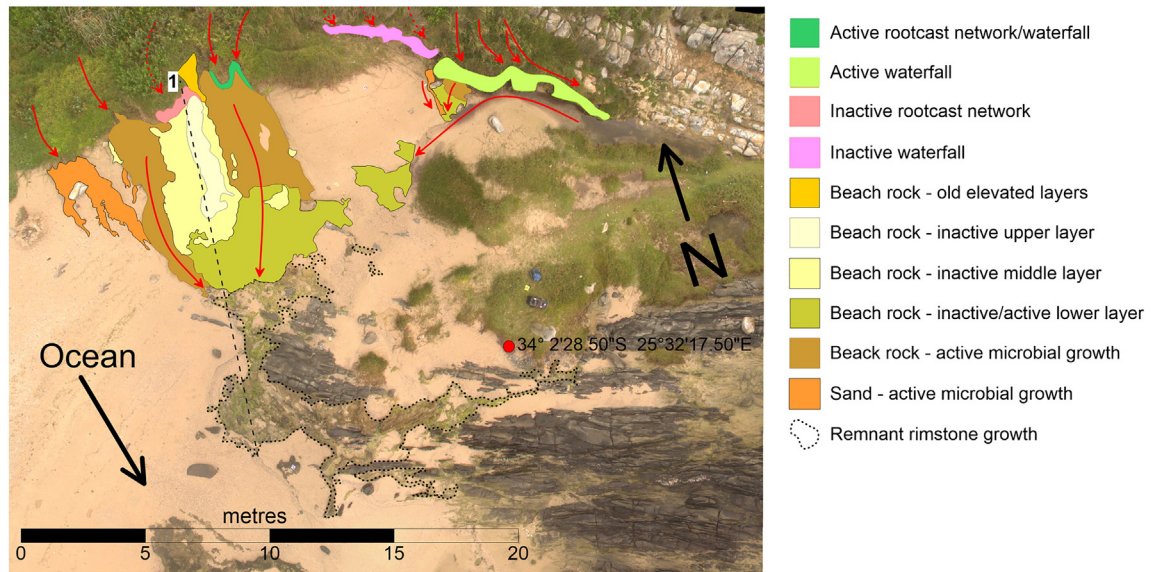 1
N
34° 2'28.50"S 25°32'17.50"E
Ocean
metres
0 5 10 15 20
Active rootcast network/waterfall
Active waterfall
Inactive rootcast network
Inactive waterfall
Beach rock - old elevated layers
Beach rock - inactive upper layer
Beach rock - inactive middle layer
Beach rock - inactive/active lower layer
Beack rock - active microbial growth
Sand - active microbial growth
Remnant rimstone growth